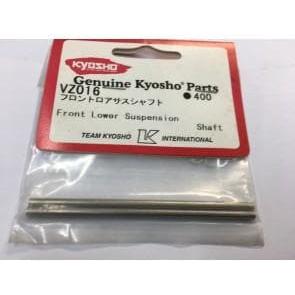 KYOSHO
Genuine Kyosho® Parts
VZ016 ●400
フロントロアサスシャフト
Front Lower Suspension
Shaft
TEAM KYOSHO K INTERNATIONAL